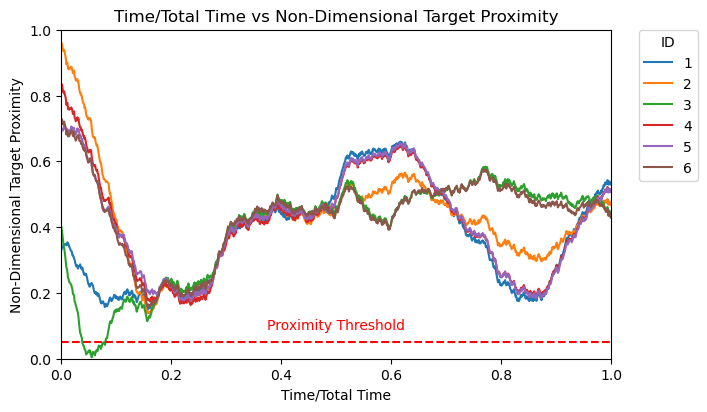 Time/Total Time vs Non-Dimensional Target Proximity
ID
1
2
3
4
5
6
Non-Dimensional Target Proximity
1.0
0.8
0.6
0.4
0.2
0.0
Proximity Threshold
0.0 0.2 0.4 0.6 0.8 1.0
Time/Total Time